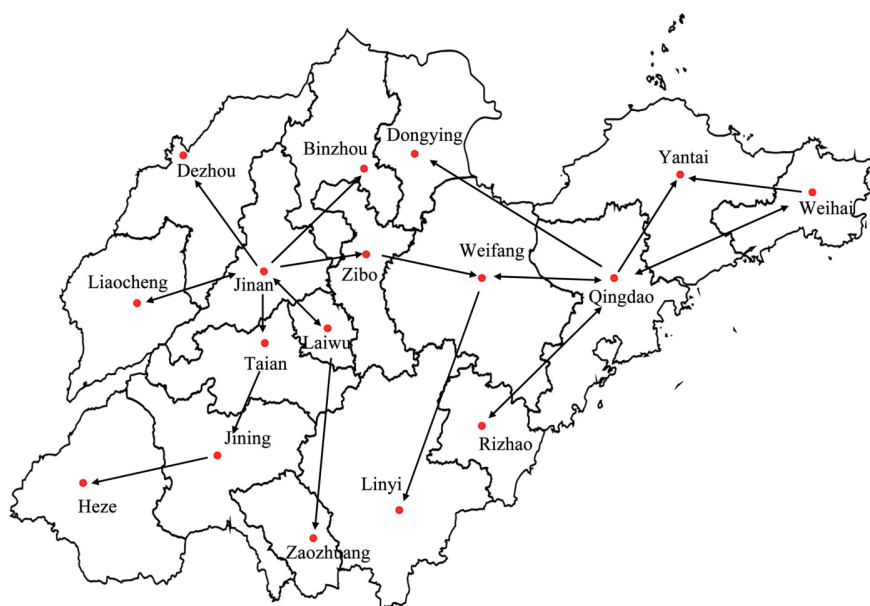 Dongying
Binzhou
Yantai
Dezhou
Weihai
Weifang
Zibo
Liaocheng
Jinan
Qingdao
Laiwu
Taian
Jining
Rizhao
Linyi
Heze
Zaozhuang